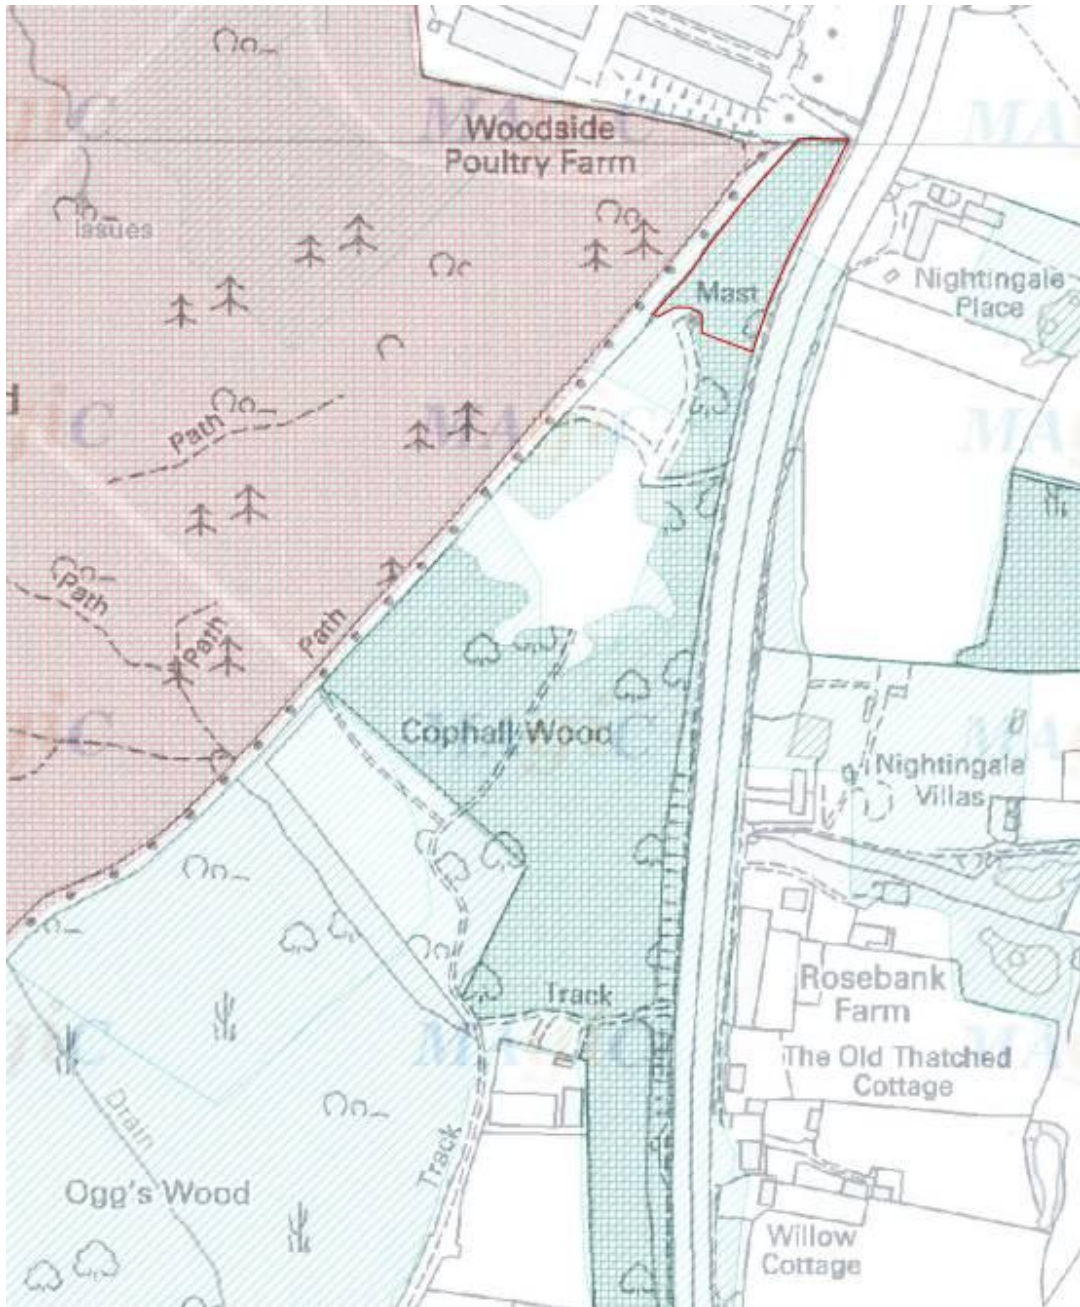 Woodside
Poultry Farm
Issues
Nightingale
Place
Mast
Path
Path
Path
Path
Cophall Wood
Nightingale
Villas
Track
Rosebank
Farm
The Old Thatched
Cottage
Drain
Track
Ogg's Wood
Willow
Cottage
MAgiC